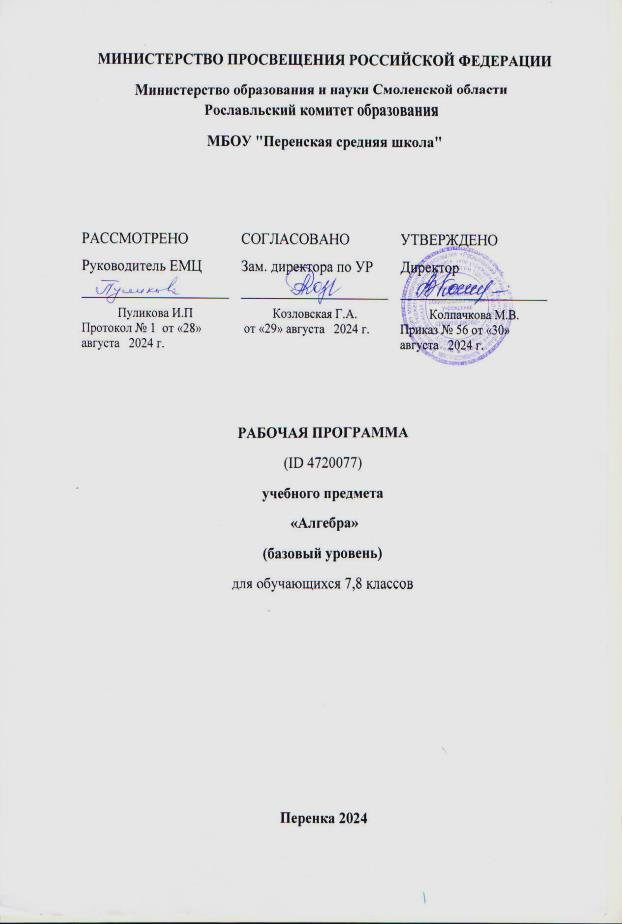 МИНИСТЕРСТВО ПРОСВЕЩЕНИЯ РОССИЙСКОЙ ФЕДЕРАЦИИ
Министерство образования и науки Смоленской области
Рославльский комитет образования
МБОУ "Перенская средняя школа"
РАССМОТРЕНО
Руководитель ЕМЦ
Пуликова
Пуликова И.П
Протокол № 1 от «28»
августа 2024 г.
СОГЛАСОВАНО
Зам. директора по УР
Козловская Г.А.
от «29» августа 2024 г.
УТВЕРЖДЕНО
Директор
Колпачкова М.В.
Приказ № 56 от «30»
августа 2024 г.
РАБОЧАЯ ПРОГРАММА
(ID 4720077)
учебного предмета
«Алгебра»
(базовый уровень)
для обучающихся 7,8 классов
Перенка 2024